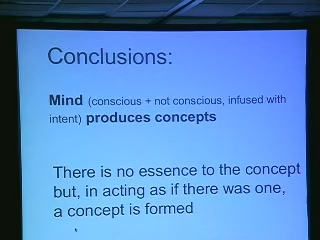 Conclusions:
Mind (conscious + not conscious, infused with
intent) produces concepts
There is no essence to the concept
but, in acting as if there was one,
a concept is formed